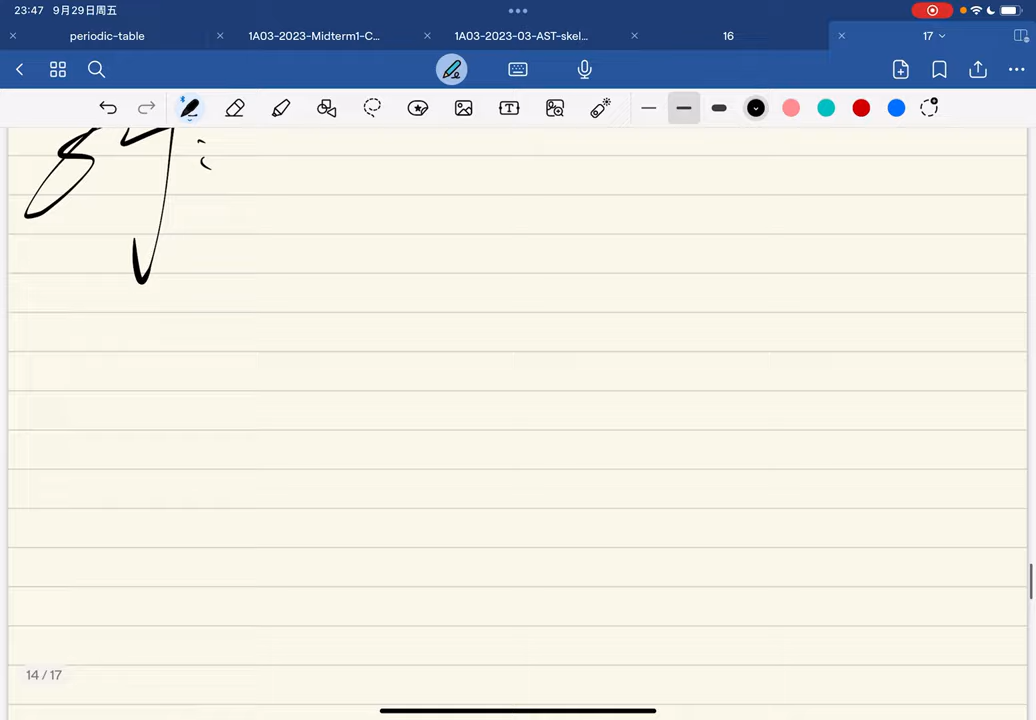 23:47 9月29日周五
periodic-table
1A03-2023-Midterm1-C...
1A03-2023-03-AST-skel...
16
17
14 / 17